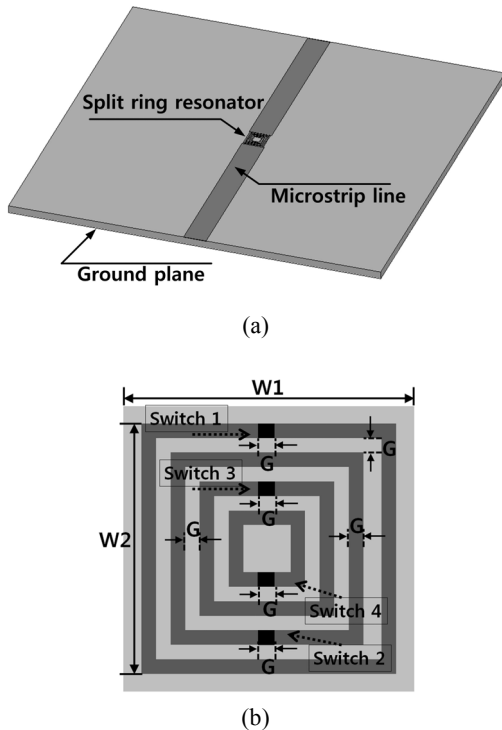 Split ring resonator
Microstrip line
Ground plane
(a)
W1
Switch 1
G
G
Switch 3
G
W2
G
G
G
Switch 4
G
Switch 2
(b)